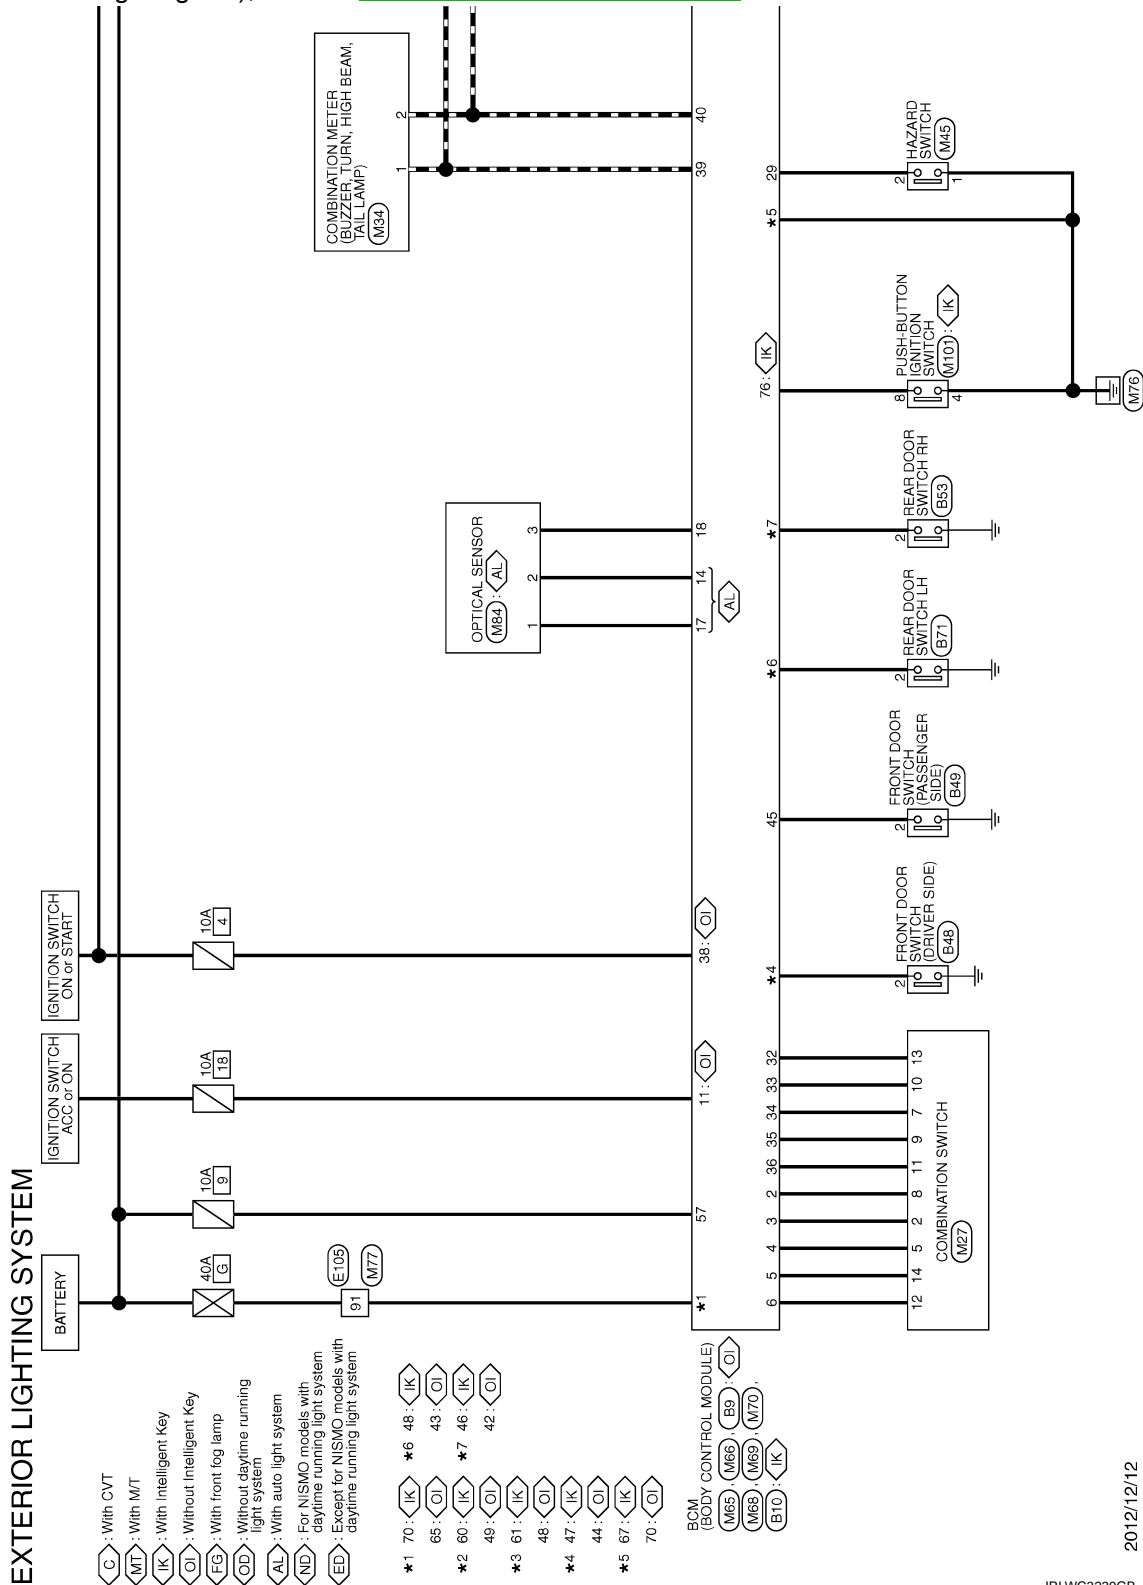 EXTERIOR LIGHTING SYSTEM
BATTERY
IGNITION SWITCH
ACC or ON
IGNITION SWITCH
ON or START
40A
G
10A
9
10A
18
10A
4
91
E105
M77
COMBINATION METER
(BUZZER, TURN, HIGH BEAM,
TAIL LAMP)
M34
1
2
OPTICAL SENSOR
M84 : AL
1
2
3
C : With CVT
MT : With M/T
IK : With Intelligent Key
OI : Without Intelligent Key
FG : With front fog lamp
OD : Without daytime running
light system
AL : With auto light system
ND : For NISMO models with
daytime running light system
ED : Except for NISMO models with
daytime running light system
★1 70 : IK
65 : OI
★2 60 : IK
49 : OI
★3 61 : IK
48 : OI
★4 47 : IK
44 : OI
★5 67 : IK
70 : OI
★6 48 : IK
43 : OI
★7 46 : IK
42 : OI
★1
57
11 : OI
38 : OI
17
14
18
AL
39
40
BCM
(BODY CONTROL MODULE)
M65 , M66 , B9 : OI
M68 , M69 , M70 ,
B10 : IK
6
5
4
3
2
36
35
34
33
32
★4
45
★6
★7
76 : IK
★5
29
12
14
5
2
8
11
9
7
10
13
COMBINATION SWITCH
M27
2
FRONT DOOR
SWITCH
(DRIVER SIDE)
B48
2
FRONT DOOR
SWITCH
(PASSENGER
SIDE)
B49
2
REAR DOOR
SWITCH LH
B71
2
REAR DOOR
SWITCH RH
B53
8
4
PUSH-BUTTON
IGNITION
SWITCH
M101 : IK
2
1
HAZARD
SWITCH
M45
M76
2012/12/12